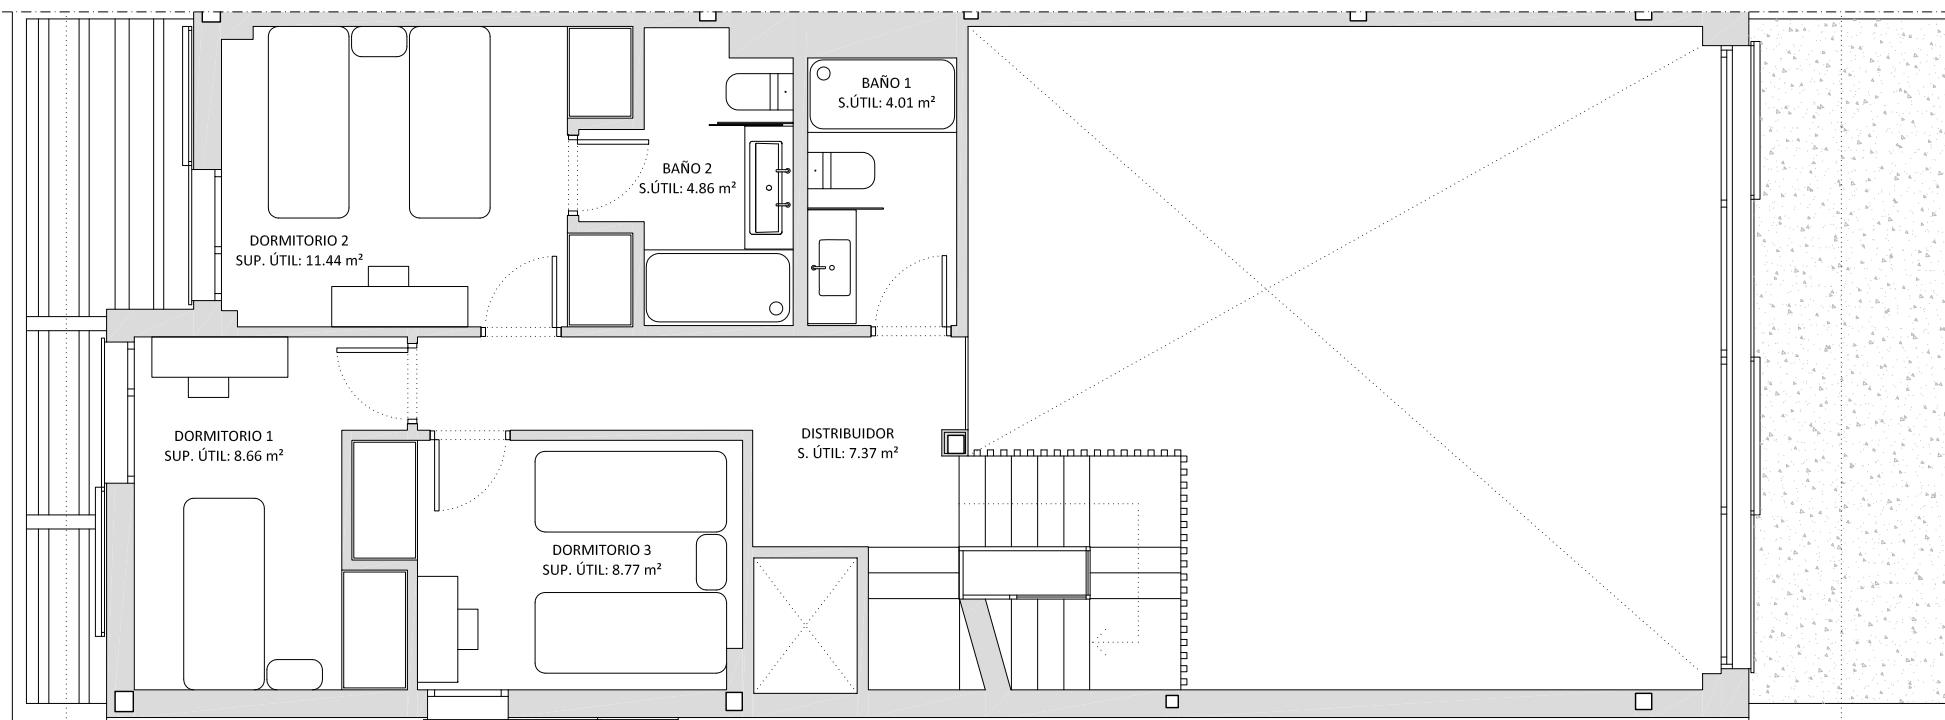 BAÑO 1
S.ÚTIL: 4.01 m²
BAÑO 2
S.ÚTIL: 4.86 m²
DORMITORIO 2
SUP. ÚTIL: 11.44 m²
DORMITORIO 1
SUP. ÚTIL: 8.66 m²
DISTRIBUIDOR
S. ÚTIL: 7.37 m²
DORMITORIO 3
SUP. ÚTIL: 8.77 m²